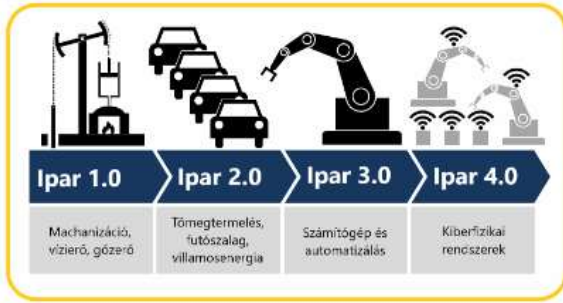 Ipar 1.0
Ipar 2.0
Ipar 3.0
Ipar 4.0
Machanizáció,
vízierő, gőzerő
Tömegtermelés,
futószalag,
villamosenergia
Számítógép és
automatizálás
Kiberfizikai
rendszerek